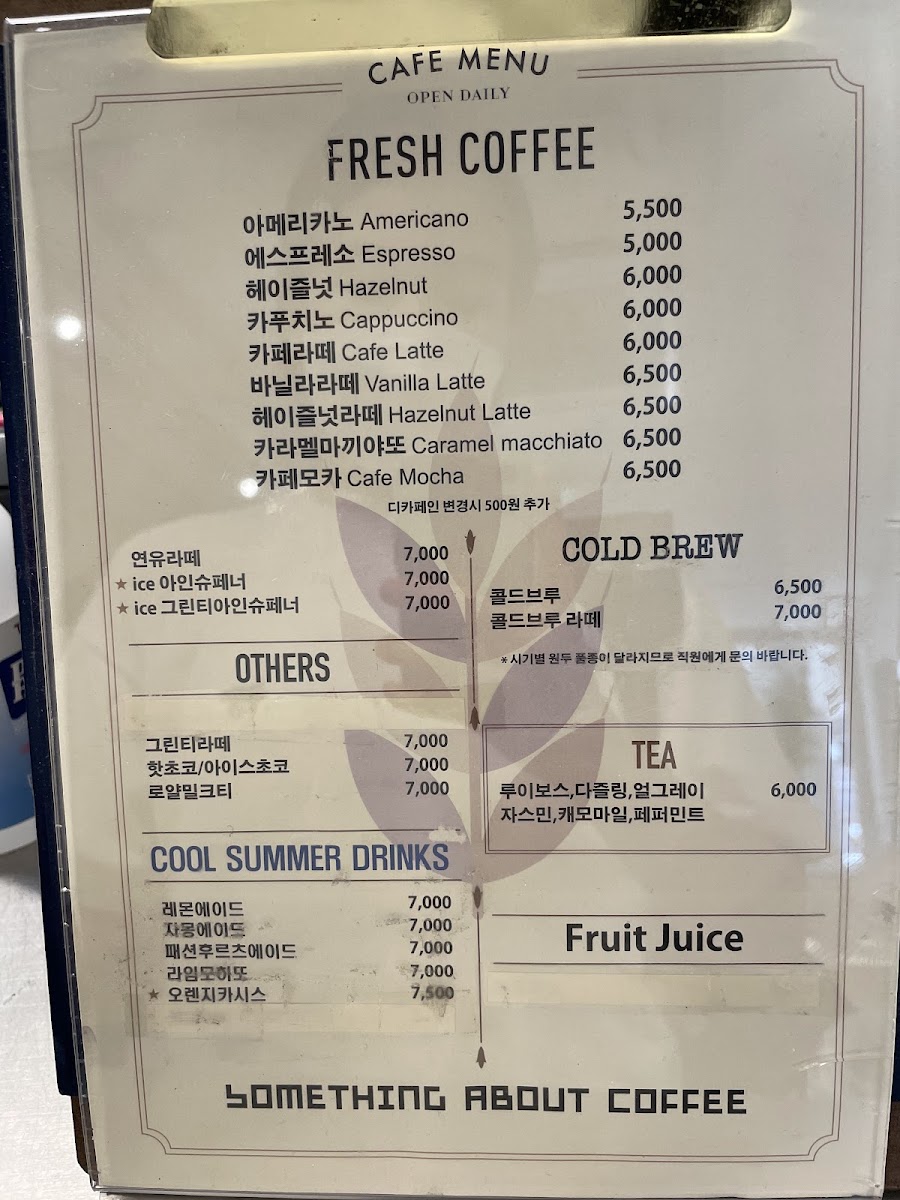 CAFE MENU
OPEN DAILY
FRESH COFFEE
아메리카노 Americano 5,500
에스프레소 Espresso 5,000
헤이즐넛 Hazelnut 6,000
카푸치노 Cappuccino 6,000
카페라떼 Cafe Latte 6,000
바닐라라떼 Vanilla Latte 6,500
헤이즐넛라떼 Hazelnut Latte 6,500
카라멜마끼야또 Caramel macchiato 6,500
카페모카 Cafe Mocha 6,500
디카페인 변경시 500원 추가
연유라떼 7,000
★ ice 아인슈페너 7,000
★ ice 그린티아인슈페너 7,000
OTHERS
그린티라떼 7,000
핫초코/아이스초코 7,000
로얄밀크티 7,000
COOL SUMMER DRINKS
레몬에이드 7,000
자몽에이드 7,000
패션후르츠에이드 7,000
라임모히또 7,000
★ 오렌지카시스 7,500
COLD BREW
콜드브루 6,500
콜드브루 라떼 7,000
* 시기별 원두 품종이 달라지므로 직원에게 문의 바랍니다.
TEA
루이보스,다즐링,얼그레이 6,000
자스민,캐모마일,페퍼민트
Fruit Juice
SOMETHING ABOUT COFFEE